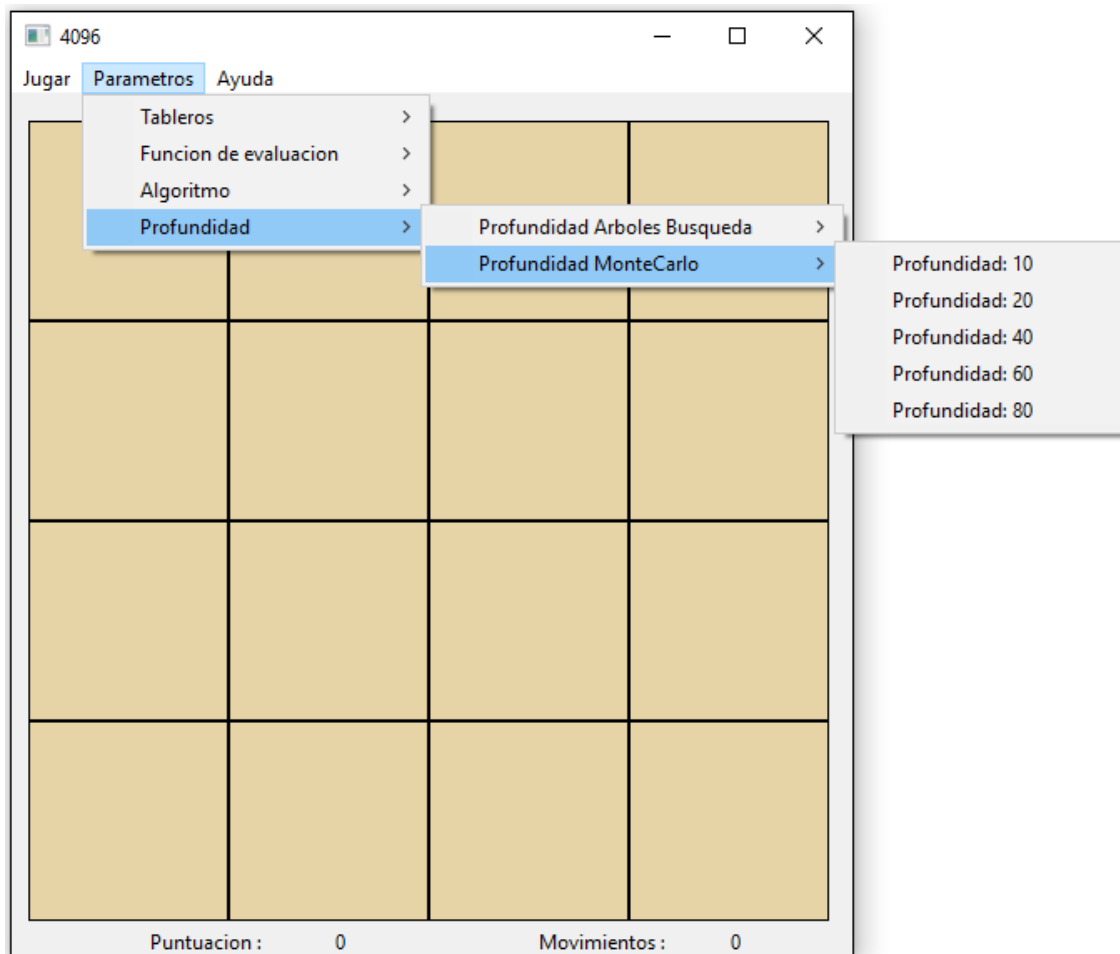 4096
Jugar Parametros Ayuda
Tableros
Funcion de evaluacion
Algoritmo
Profundidad
Profundidad Arboles Busqueda
Profundidad MonteCarlo
Profundidad: 10
Profundidad: 20
Profundidad: 40
Profundidad: 60
Profundidad: 80
Puntuacion : 0 Movimientos : 0